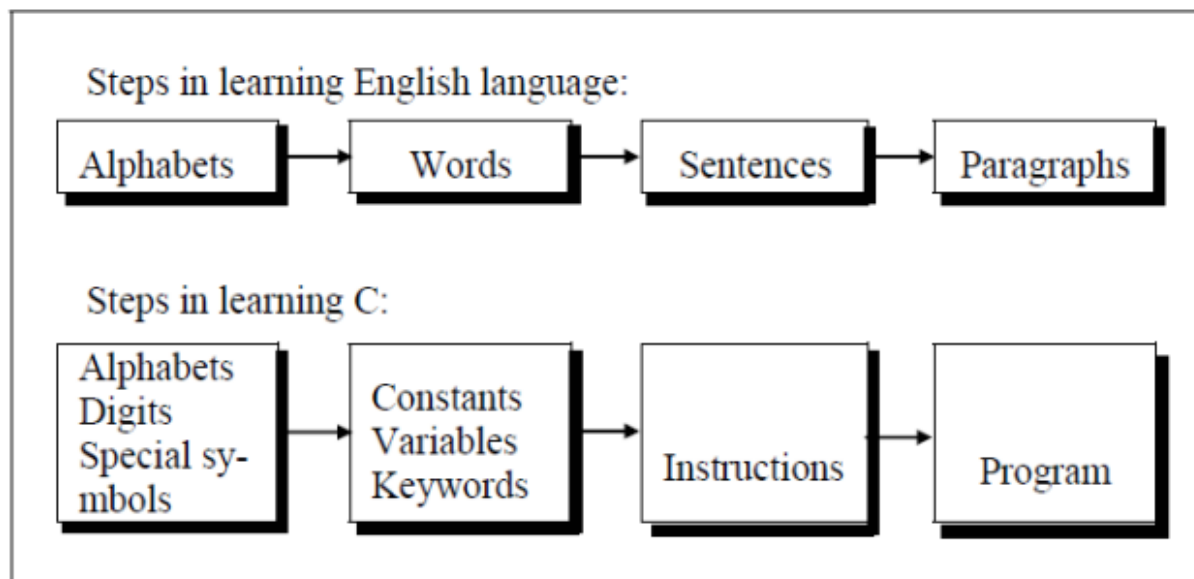 Steps in learning English language:
Alphabets
Words
Sentences
Paragraphs
Steps in learning C:
Alphabets
Digits
Special sy-
mbols
Constants
Variables
Keywords
Instructions
Program